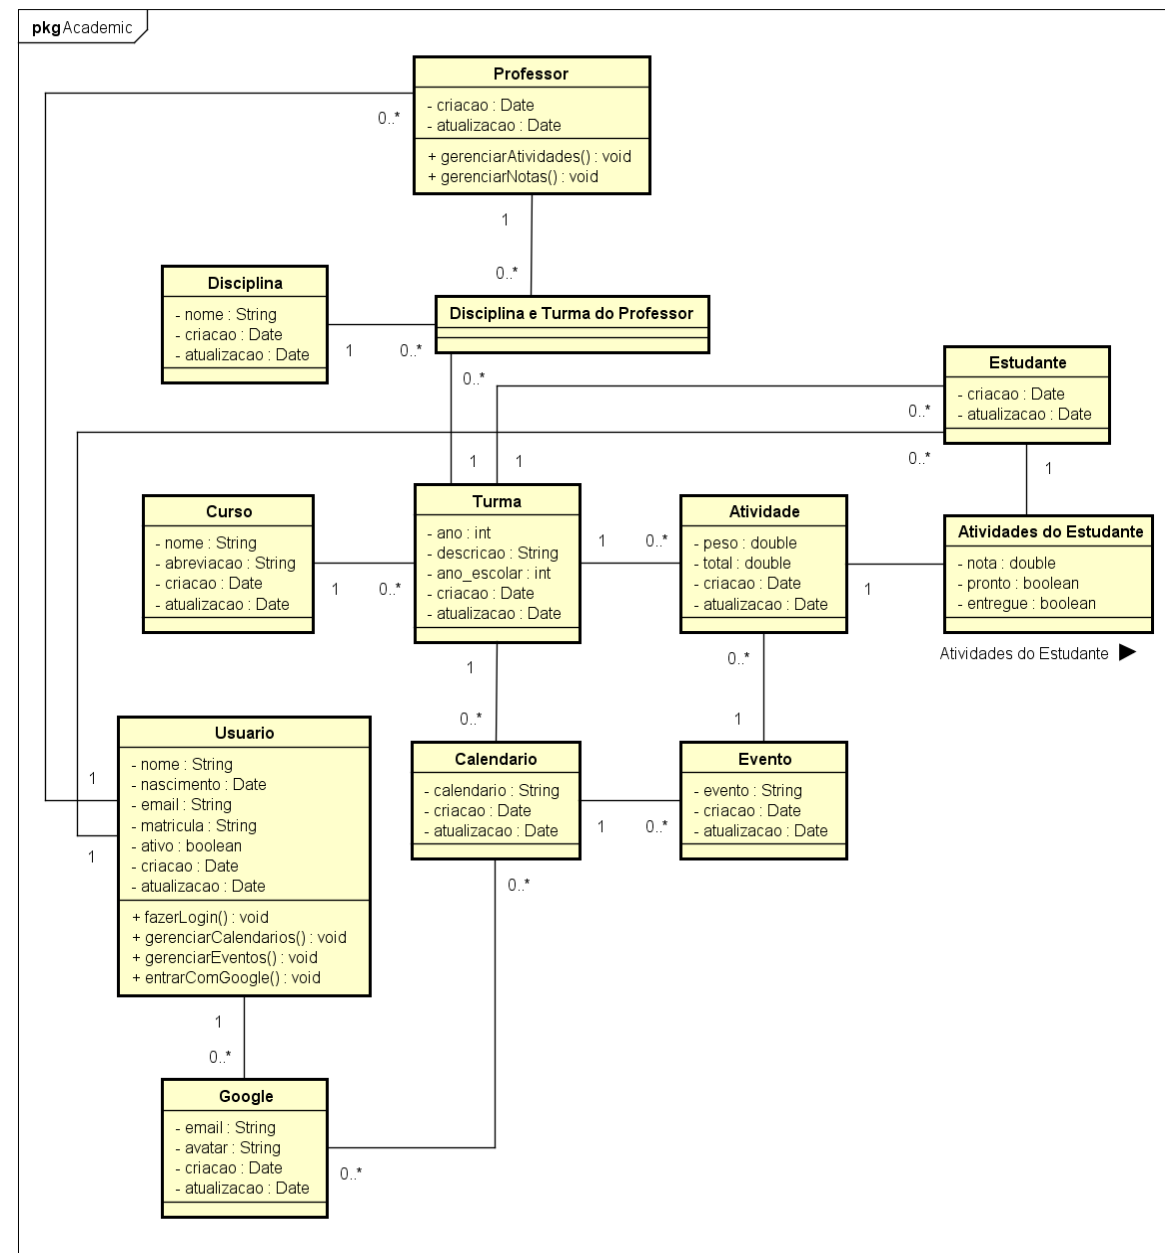 pkg Academic
Professor
- criacao : Date
- atualizacao : Date
+ gerenciarAtividades() : void
+ gerenciarNotas() : void
0..*
1
0..*
Disciplina
- nome : String
- criacao : Date
- atualizacao : Date
1
0..*
Disciplina e Turma do Professor
0..*
Estudante
- criacao : Date
- atualizacao : Date
0..*
0..*
1
1
1
Curso
- nome : String
- abreviacao : String
- criacao : Date
- atualizacao : Date
1
0..*
Turma
- ano : int
- descricao : String
- ano_escolar : int
- criacao : Date
- atualizacao : Date
1
0..*
Atividade
- peso : double
- total : double
- criacao : Date
- atualizacao : Date
1
Atividades do Estudante
- nota : double
- pronto : boolean
- entregue : boolean
Atividades do Estudante
1
0..*
0..*
1
Usuario
- nome : String
- nascimento : Date
- email : String
- matricula : String
- ativo : boolean
- criacao : Date
- atualizacao : Date
+ fazerLogin() : void
+ gerenciarCalendarios() : void
+ gerenciarEventos() : void
+ entrarComGoogle() : void
1
1
Calendario
- calendario : String
- criacao : Date
- atualizacao : Date
1
0..*
Evento
- evento : String
- criacao : Date
- atualizacao : Date
0..*
1
0..*
Google
- email : String
- avatar : String
- criacao : Date
- atualizacao : Date
0..*